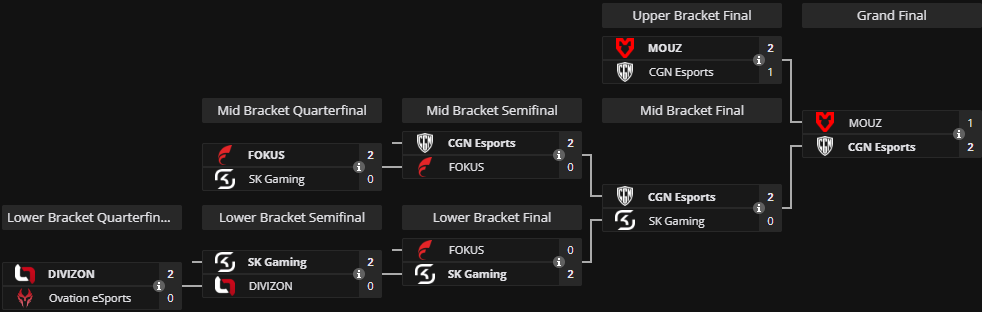 Upper Bracket Final
MOUZ 2
CGN Esports 1
Grand Final
MOUZ 1
CGN Esports 2
Mid Bracket Quarterfinal
FOKUS 2
SK Gaming 0
Mid Bracket Semifinal
CGN Esports 2
FOKUS 0
Mid Bracket Final
CGN Esports 2
SK Gaming 0
Lower Bracket Quarterfin...
DIVIZON 2
Ovation eSports 0
Lower Bracket Semifinal
SK Gaming 2
DIVIZON 0
Lower Bracket Final
FOKUS 0
SK Gaming 2